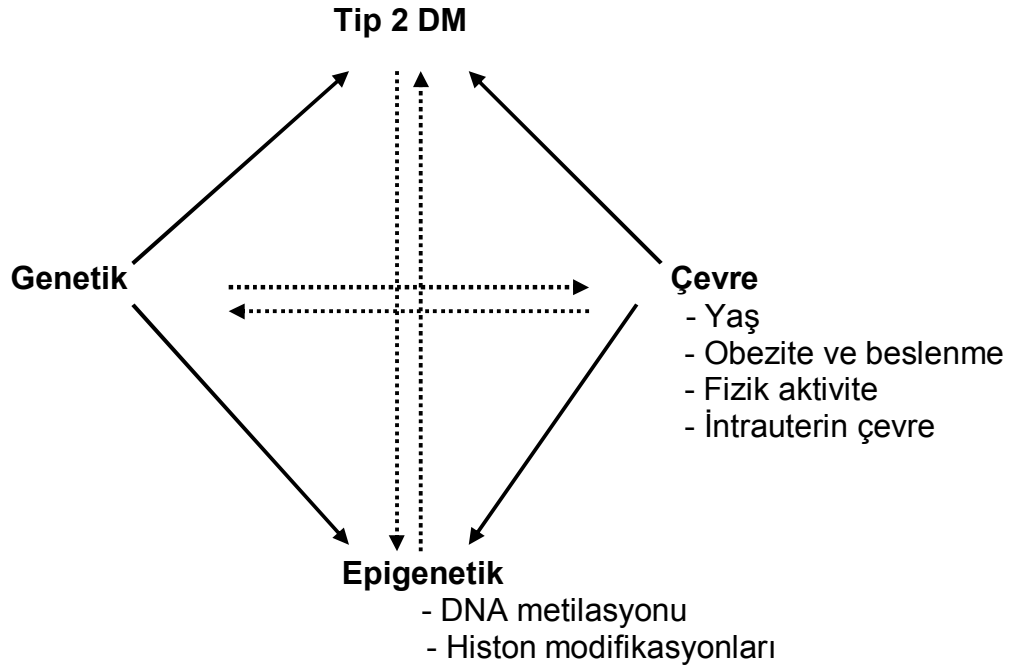 Tip 2 DM
Genetik
Çevre
- Yaş
- Obezite ve beslenme
- Fizik aktivite
- İntrauterin çevre
Epigenetik
- DNA metilasyonu
- Histon modifikasyonları